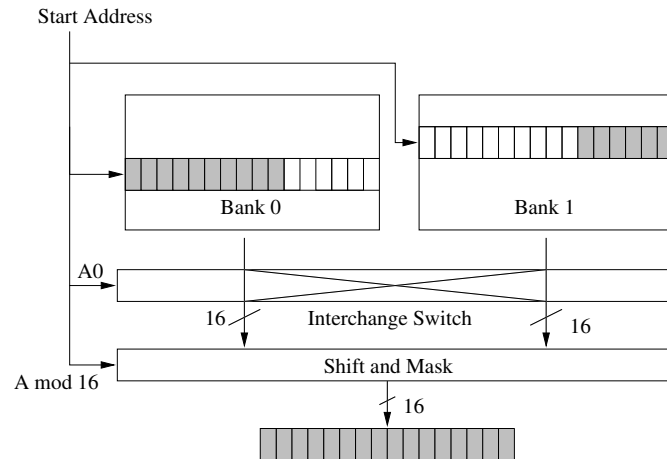 Start Address
Bank 0
Bank 1
A0
16
Interchange Switch
16
Shift and Mask
A mod 16
16